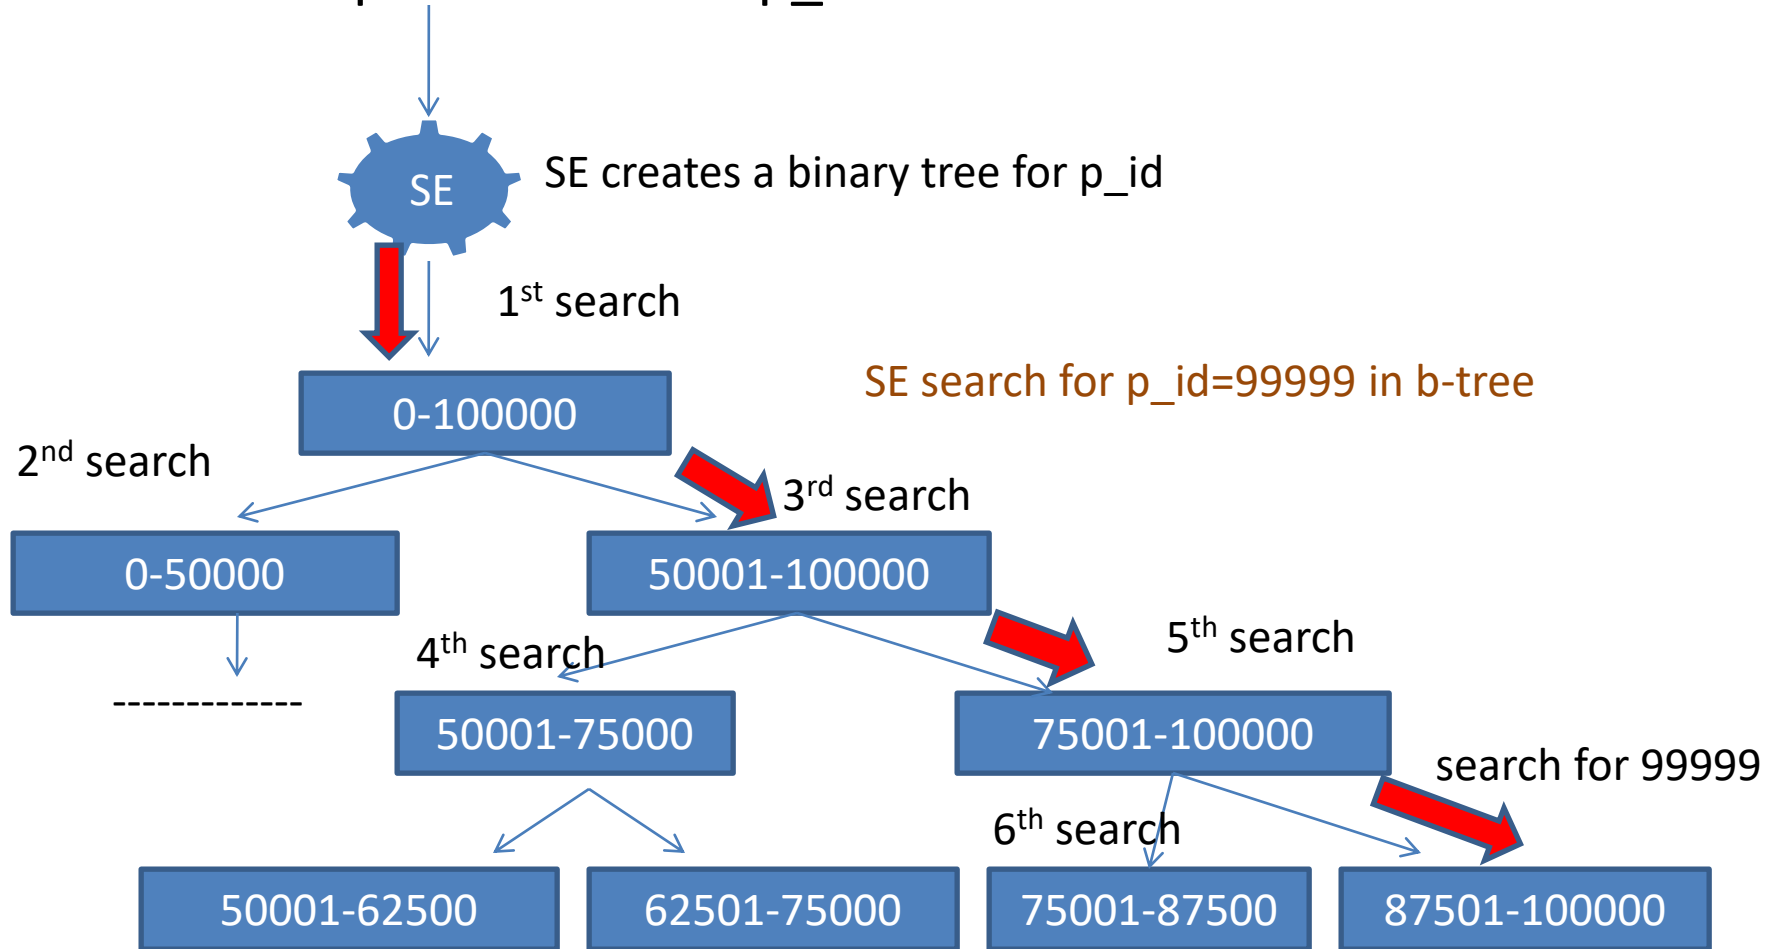 SE
SE creates a binary tree for p_id
1st search
SE search for p_id=99999 in b-tree
0-100000
2nd search
3rd search
0-50000
50001-100000
4th search
5th search
-------------
50001-75000
75001-100000
search for 99999
6th search
50001-62500
62501-75000
75001-87500
87501-100000